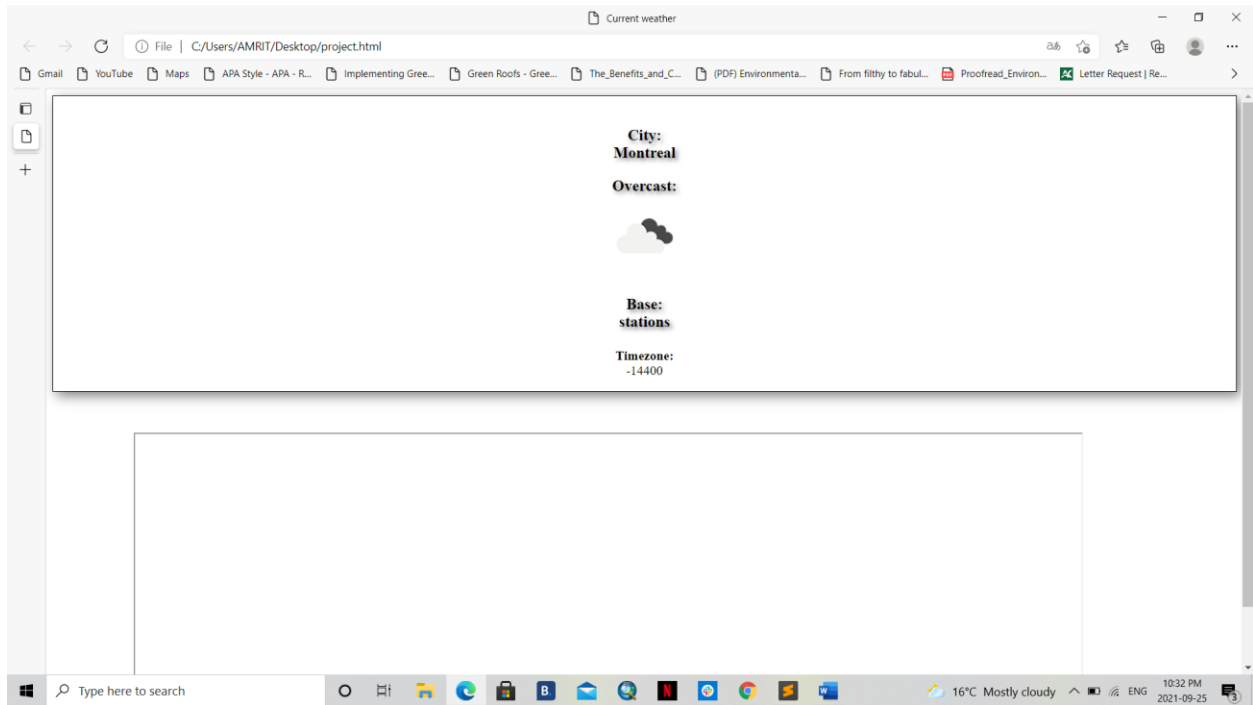 Current weather
File | C:/Users/AMRIT/Desktop/project.html
Gmail YouTube Maps APA Style - APA - R... Implementing Gree... Green Roofs - Gree... The_Benefits_and_C... (PDF) Environmenta... From filthy to fabul... Proofread_Environ... Letter Request | Re...
City:
Montreal
Overcast:
Base:
stations
Timezone:
-14400
Type here to search
16°C Mostly cloudy
ENG
10:32 PM
2021-09-25
3